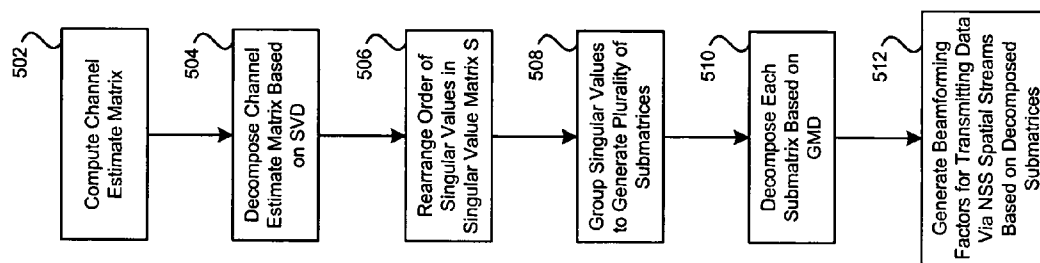 502
Compute Channel
Estimate Matrix
504
Decompose Channel
Estimate Matrix Based
on SVD
506
Rearrange Order of
Singular Values in
Singular Value Matrix S
508
Group Singular Values
to Generate Plurality of
Submatrices
510
Decompose Each
Submatrix Based on
GMD
512
Generate Beamforming
Factors for Transmitting Data
Via NSS Spatial Streams
Based on Decomposed
Submatrices